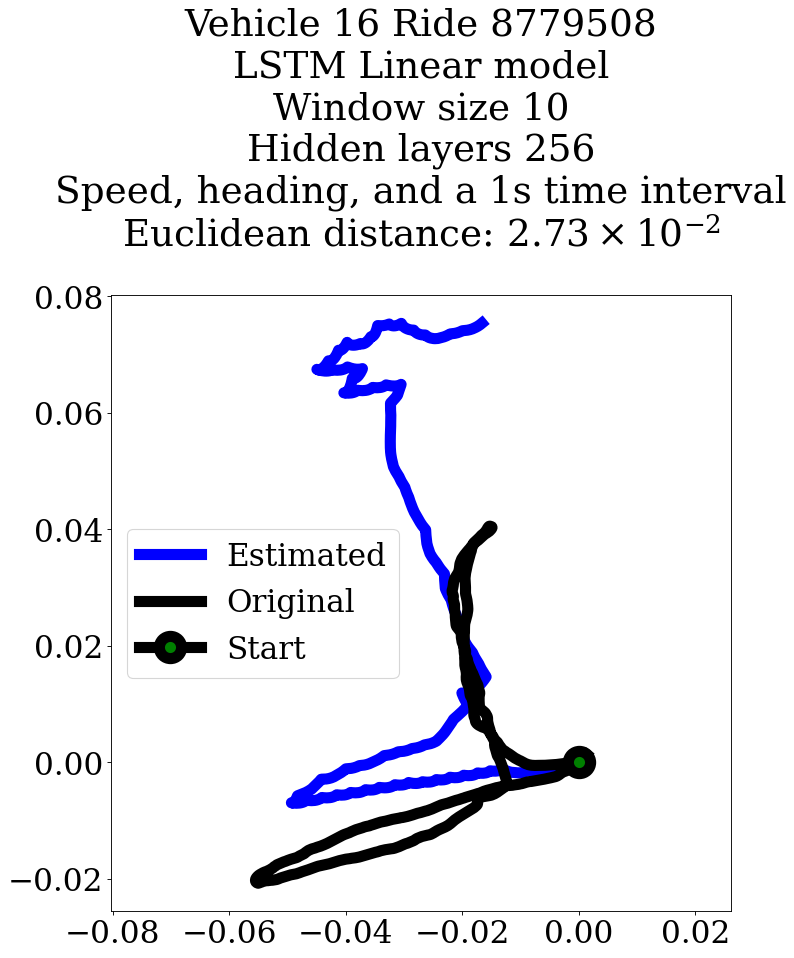 Vehicle 16 Ride 8779508
LSTM Linear model
Window size 10
Hidden layers 256
Speed, heading, and a 1s time interval
Euclidean distance: 2.73 × 10⁻²
0.08
0.06
0.04
0.02
0.00
−0.02
Estimated
Original
Start
−0.08 −0.06 −0.04 −0.02 0.00 0.02